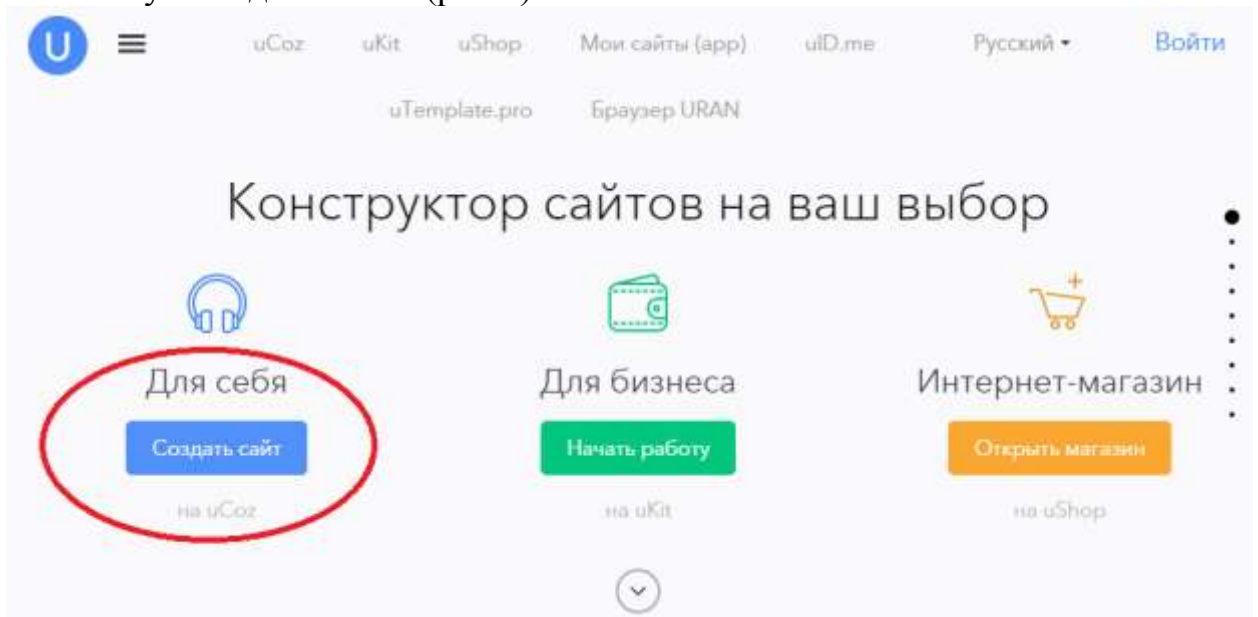 U
uCoz uKit uShop Мои сайты (app) uID.me Русский Войти
uTemplate.pro Браузер URAN
Конструктор сайтов на ваш выбор
Для себя Для бизнеса Интернет-магазин
Создать сайт Начать работу Открыть магазин
на uCoz на uKit на uShop